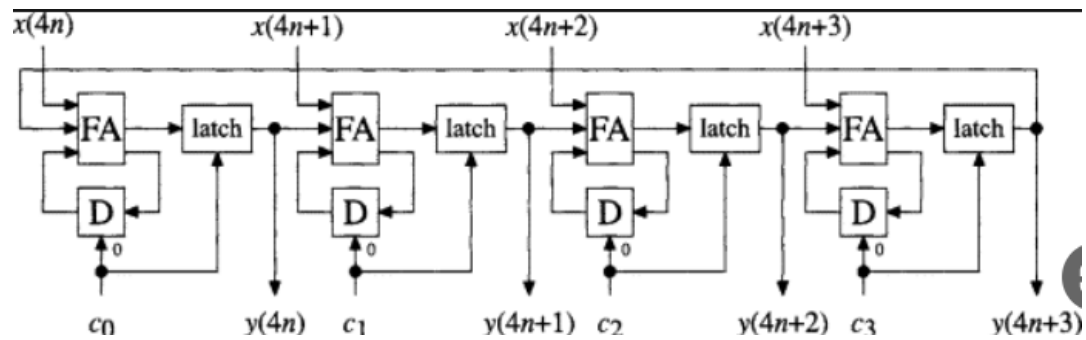 x(4n) x(4n+1) x(4n+2) x(4n+3)
FA latch FA latch FA latch FA latch
D D D D
0 0 0 0
c0 y(4n) c1 y(4n+1) c2 y(4n+2) c3 y(4n+3)